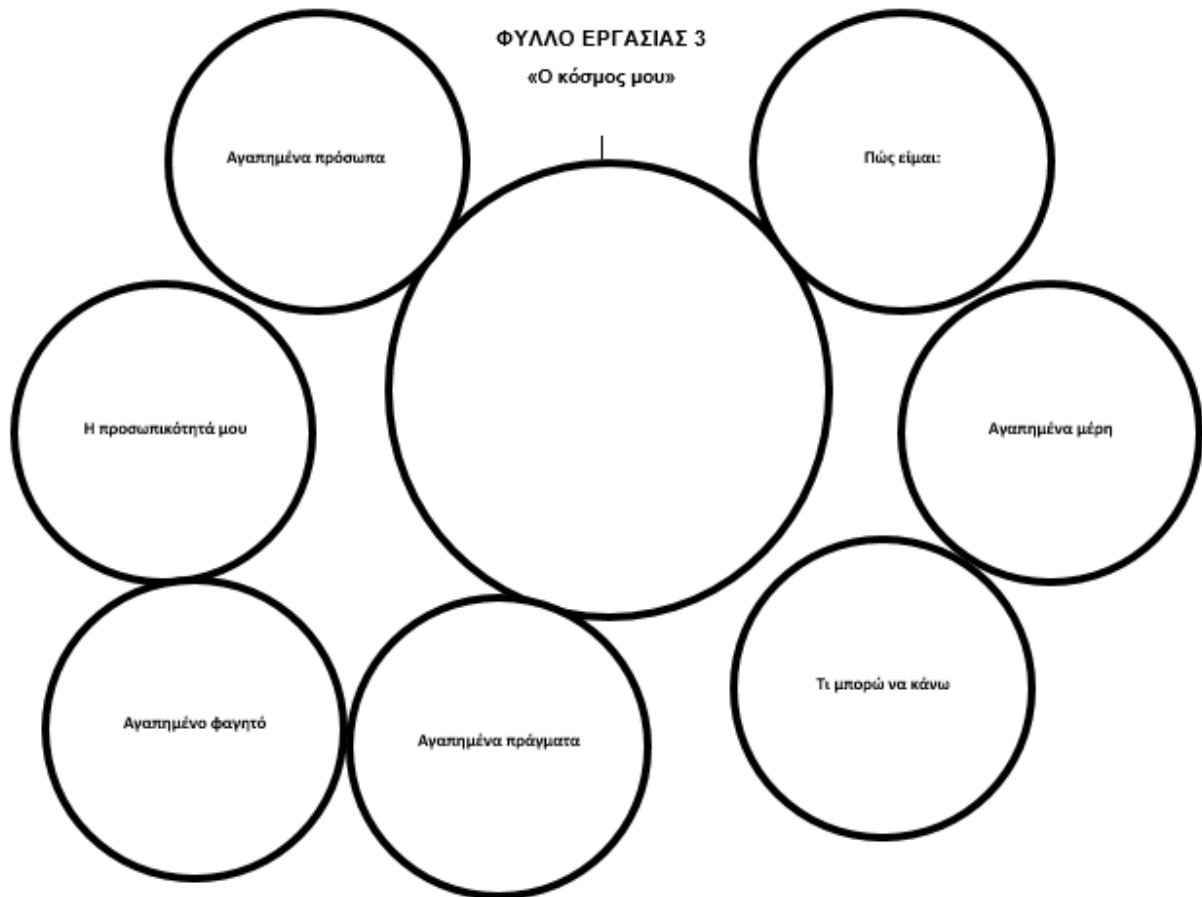 ΦΥΛΛΟ ΕΡΓΑΣΙΑΣ 3
«Ο κόσμος μου»
Αγαπημένα πρόσωπα
Πώς είμαι:
Η προσωπικότητά μου
Αγαπημένα μέρη
Τι μπορώ να κάνω
Αγαπημένο φαγητό
Αγαπημένα πράγματα